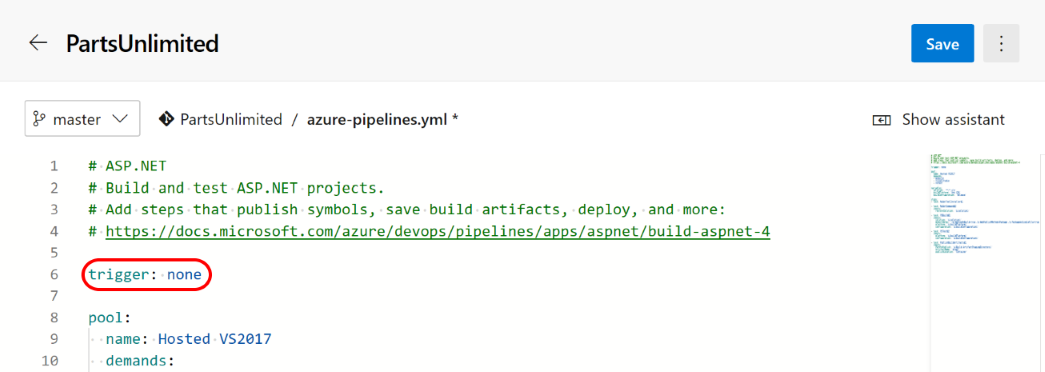 PartsUnlimited
Save
master
PartsUnlimited / azure-pipelines.yml *
Show assistant
1 # ASP.NET
2 # Build and test ASP.NET projects.
3 # Add steps that publish symbols, save build artifacts, deploy, and more:
4 # https://docs.microsoft.com/azure/devops/pipelines/apps/aspnet/build-aspnet-4
5
6 trigger: none
7
8 pool:
9 name: Hosted VS2017
10 demands: